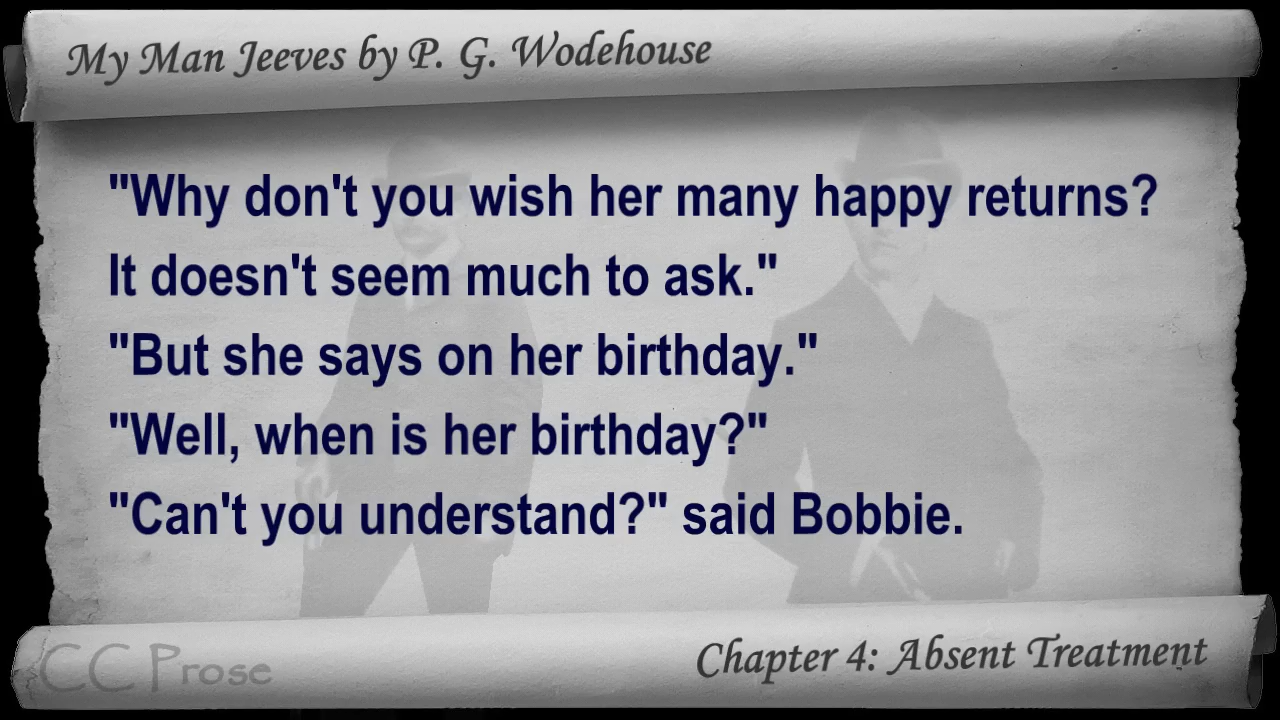 My Man Jeeves by P. G. Wodehouse
"Why don't you wish her many happy returns?
It doesn't seem much to ask."
"But she says on her birthday."
"Well, when is her birthday?"
"Can't you understand?" said Bobbie.
CC Prose
Chapter 4: Absent Treatment